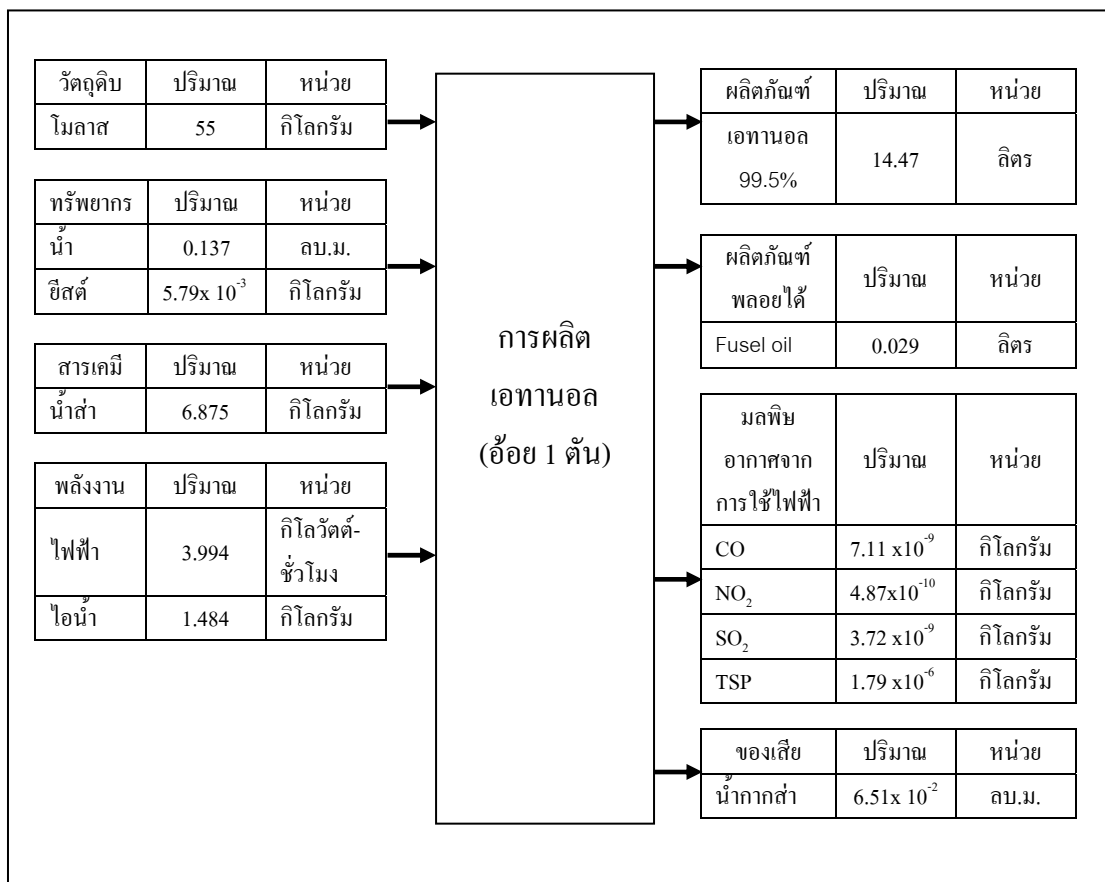 วัตถุดิบ ปริมาณ หน่วย
โมลาส 55 กิโลกรัม
ทรัพยากร ปริมาณ หน่วย
น้ำ 0.137 ลบ.ม.
ยีสต์ 5.79x 10⁻³ กิโลกรัม
สารเคมี ปริมาณ หน่วย
น้ำส่า 6.875 กิโลกรัม
พลังงาน ปริมาณ หน่วย
ไฟฟ้า 3.994 กิโลวัตต์-
ชั่วโมง
ไอน้ำ 1.484 กิโลกรัม
การผลิต
เอทานอล
(อ้อย 1 ตัน)
ผลิตภัณฑ์ ปริมาณ หน่วย
เอทานอล
99.5% 14.47 ลิตร
ผลิตภัณฑ์
พลอยได้ ปริมาณ หน่วย
Fusel oil 0.029 ลิตร
มลพิษ
อากาศจาก ปริมาณ หน่วย
การใช้ไฟฟ้า
CO 7.11 x10⁻⁹ กิโลกรัม
NO₂ 4.87x10⁻¹⁰ กิโลกรัม
SO₂ 3.72 x10⁻⁹ กิโลกรัม
TSP 1.79 x10⁻⁶ กิโลกรัม
ของเสีย ปริมาณ หน่วย
น้ำกากส่า 6.51x 10⁻² ลบ.ม.